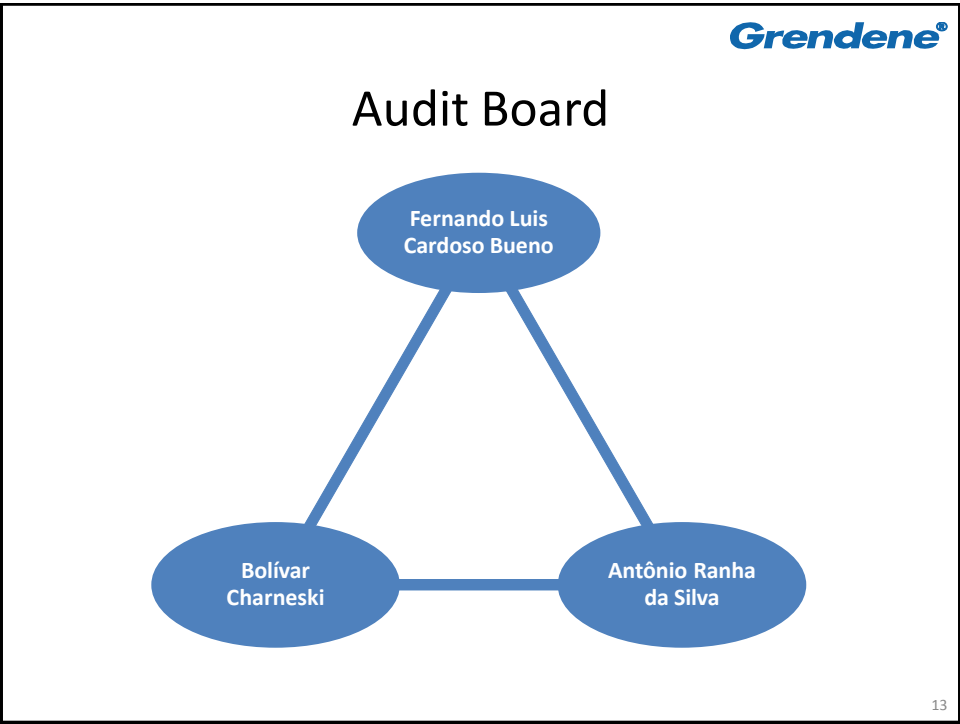 Grendene®
Audit Board
Fernando Luis
Cardoso Bueno
Bolívar
Charneski
Antônio Ranha
da Silva
13